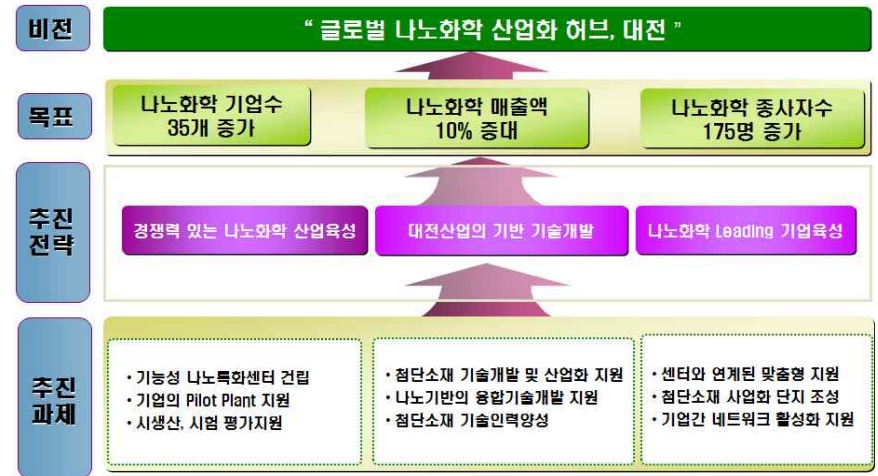 비전
“ 글로벌 나노화학 산업화 허브, 대전 ”
목표
나노화학 기업수
35개 증가
나노화학 매출액
10% 증대
나노화학 종사자수
175명 증가
추진
전략
경쟁력 있는 나노화학 산업육성
대전산업의 기반 기술개발
나노화학 Leading 기업육성
추진
과제
• 기능성 나노특화센터 건립
• 기업의 Pilot Plant 지원
• 시생산, 시험 평가지원
• 첨단소재 기술개발 및 산업화 지원
• 나노기반의 융합기술개발 지원
• 첨단소재 기술인력양성
• 센터와 연계된 맞춤형 지원
• 첨단소재 사업화 단지 조성
• 기업간 네트워크 활성화 지원